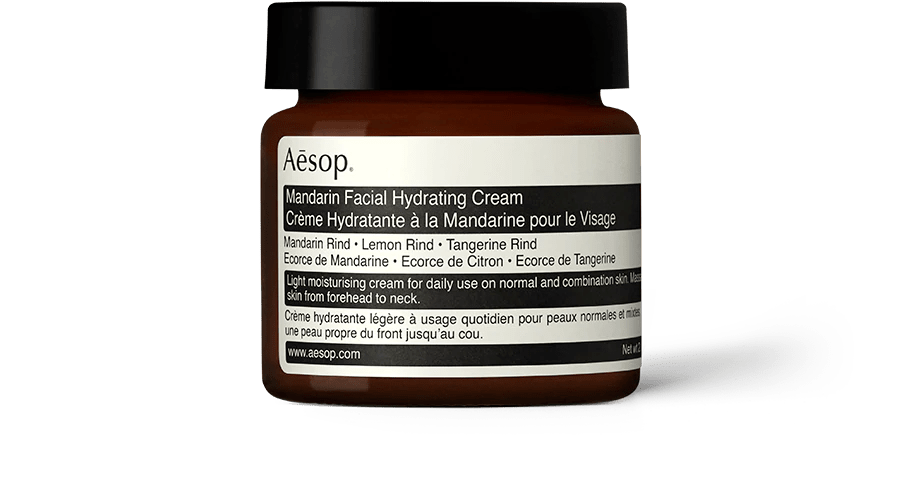 Aēsop®
Mandarin Facial Hydrating Cream
Crème Hydratante à la Mandarine pour le Visage
Mandarin Rind • Lemon Rind • Tangerine Rind
Ecorce de Mandarine • Ecorce de Citron • Ecorce de Tangerine
Light moisturising cream for daily use on normal and combination skin.
skin from forehead to neck.
Crème hydratante légère à usage quotidien pour peaux normales et mixtes.
une peau propre du front jusqu'au cou.
www.aesop.com Net wt